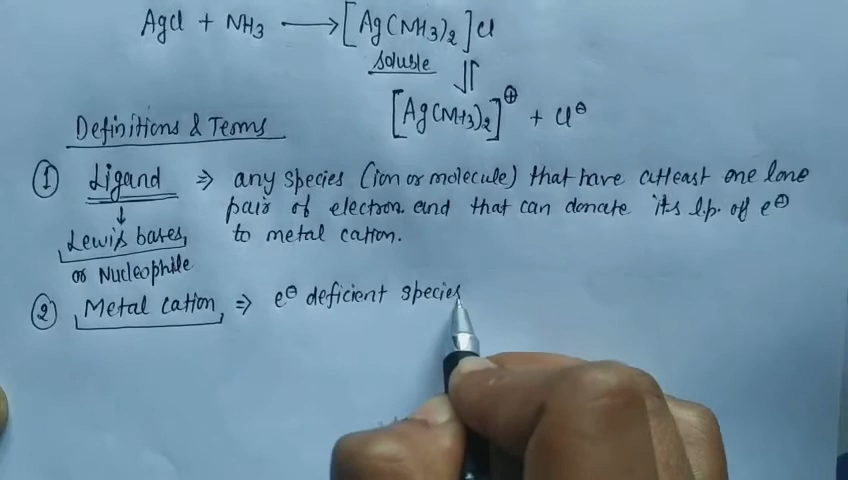 AgCl + NH3 ⟶ [Ag(NH3)2]Cl
soluble ⇌
[Ag(NH3)2]⊕ + Cl⊖
Definitions & Terms
① Ligand ⇒ any species (ion or molecule) that have atleast one lone
pair of electron and that can donate its l.p. of e⊖
to metal cation.
↓
Lewis bases
or Nucleophile
② Metal cation ⇒ e⊖ deficient species